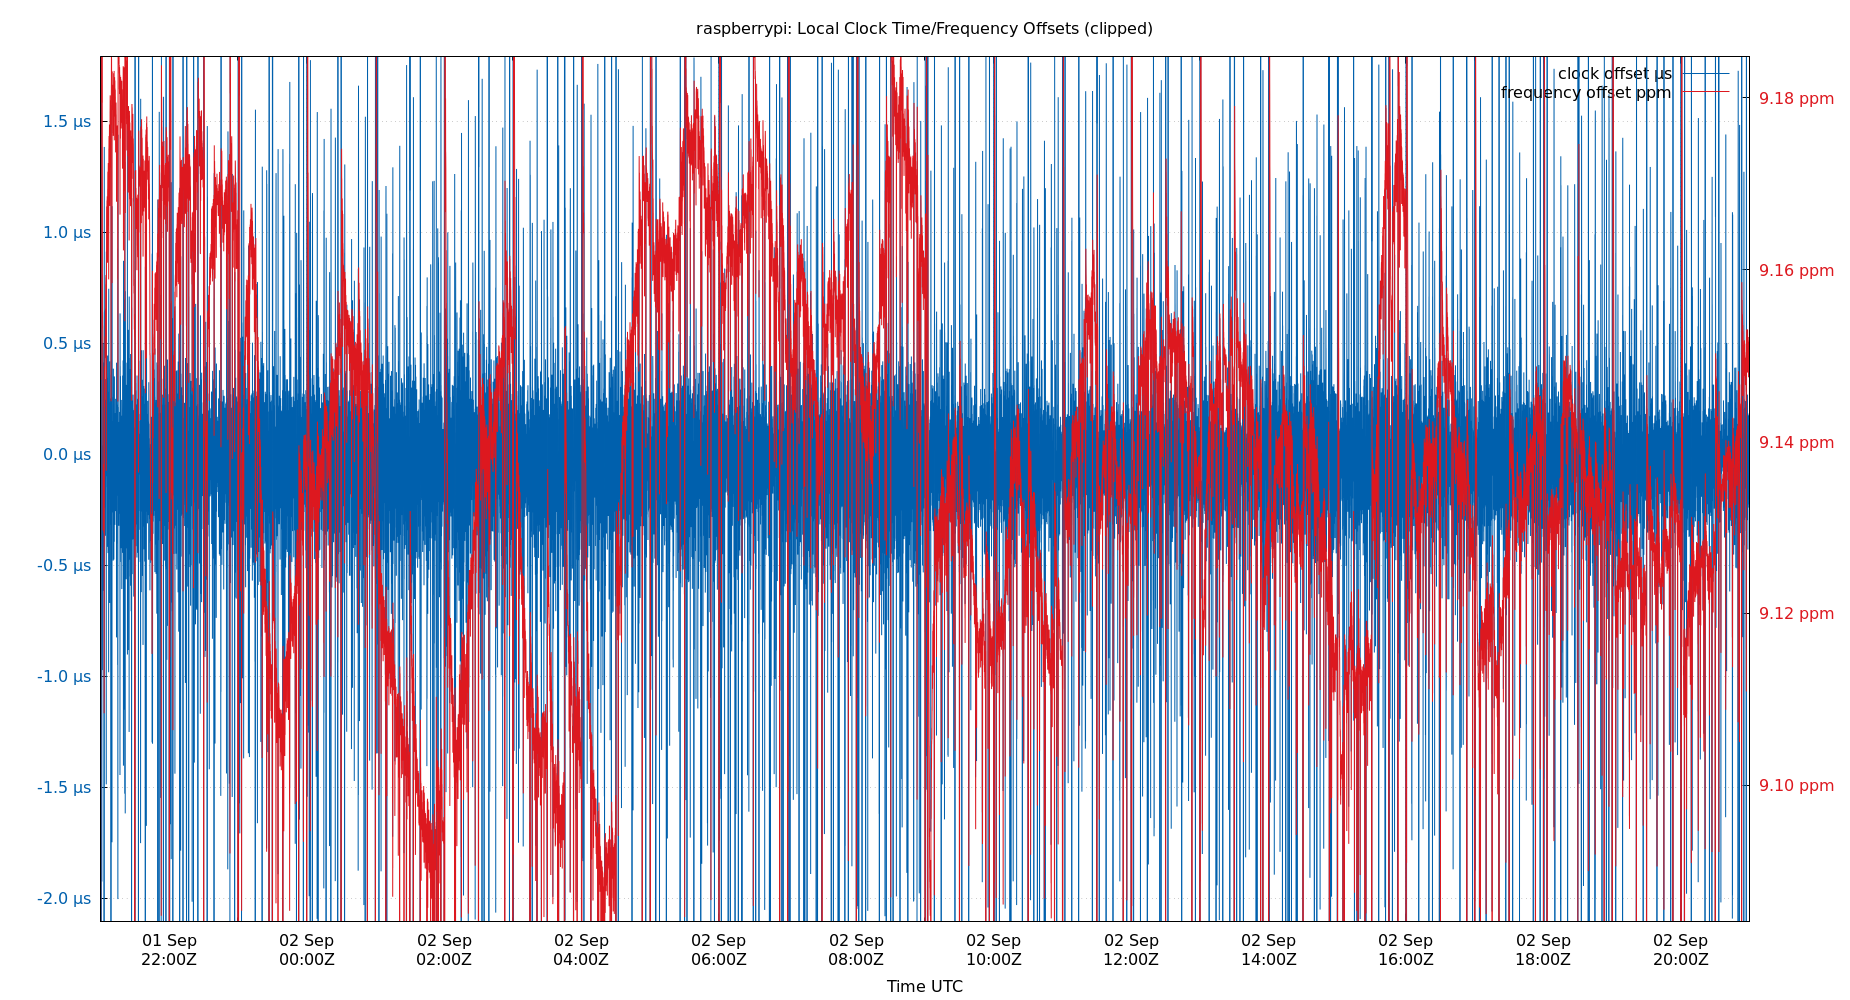 raspberrypi: Local Clock Time/Frequency Offsets (clipped)
clock offset µs
frequency offset ppm
1.5 µs
1.0 µs
0.5 µs
0.0 µs
-0.5 µs
-1.0 µs
-1.5 µs
-2.0 µs
9.18 ppm
9.16 ppm
9.14 ppm
9.12 ppm
9.10 ppm
01 Sep 02 Sep 02 Sep 02 Sep 02 Sep 02 Sep 02 Sep 02 Sep 02 Sep 02 Sep 02 Sep 02 Sep
22:00Z 00:00Z 02:00Z 04:00Z 06:00Z 08:00Z 10:00Z 12:00Z 14:00Z 16:00Z 18:00Z 20:00Z
Time UTC